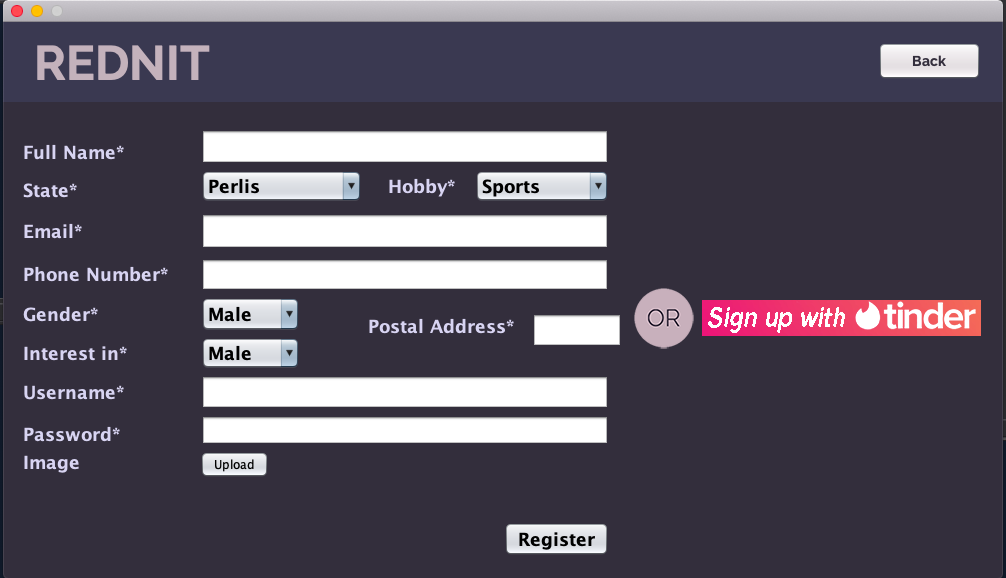 REDNIT
Back
Full Name*
State* Perlis Hobby* Sports
Email*
Phone Number*
Gender* Male
Postal Address*
Interest in* Male
OR
Sign up with tinder
Username*
Password*
Image Upload
Register